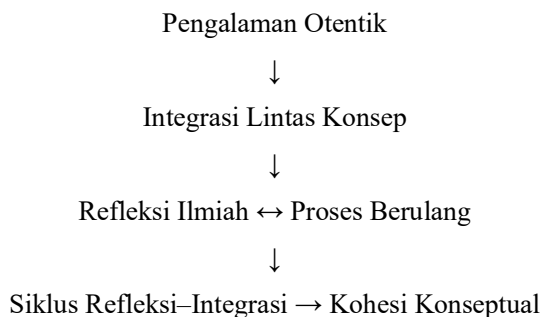 Pengalaman Otentik
↓
Integrasi Lintas Konsep
↓
Refleksi Ilmiah ↔ Proses Berulang
↓
Siklus Refleksi–Integrasi → Kohesi Konseptual